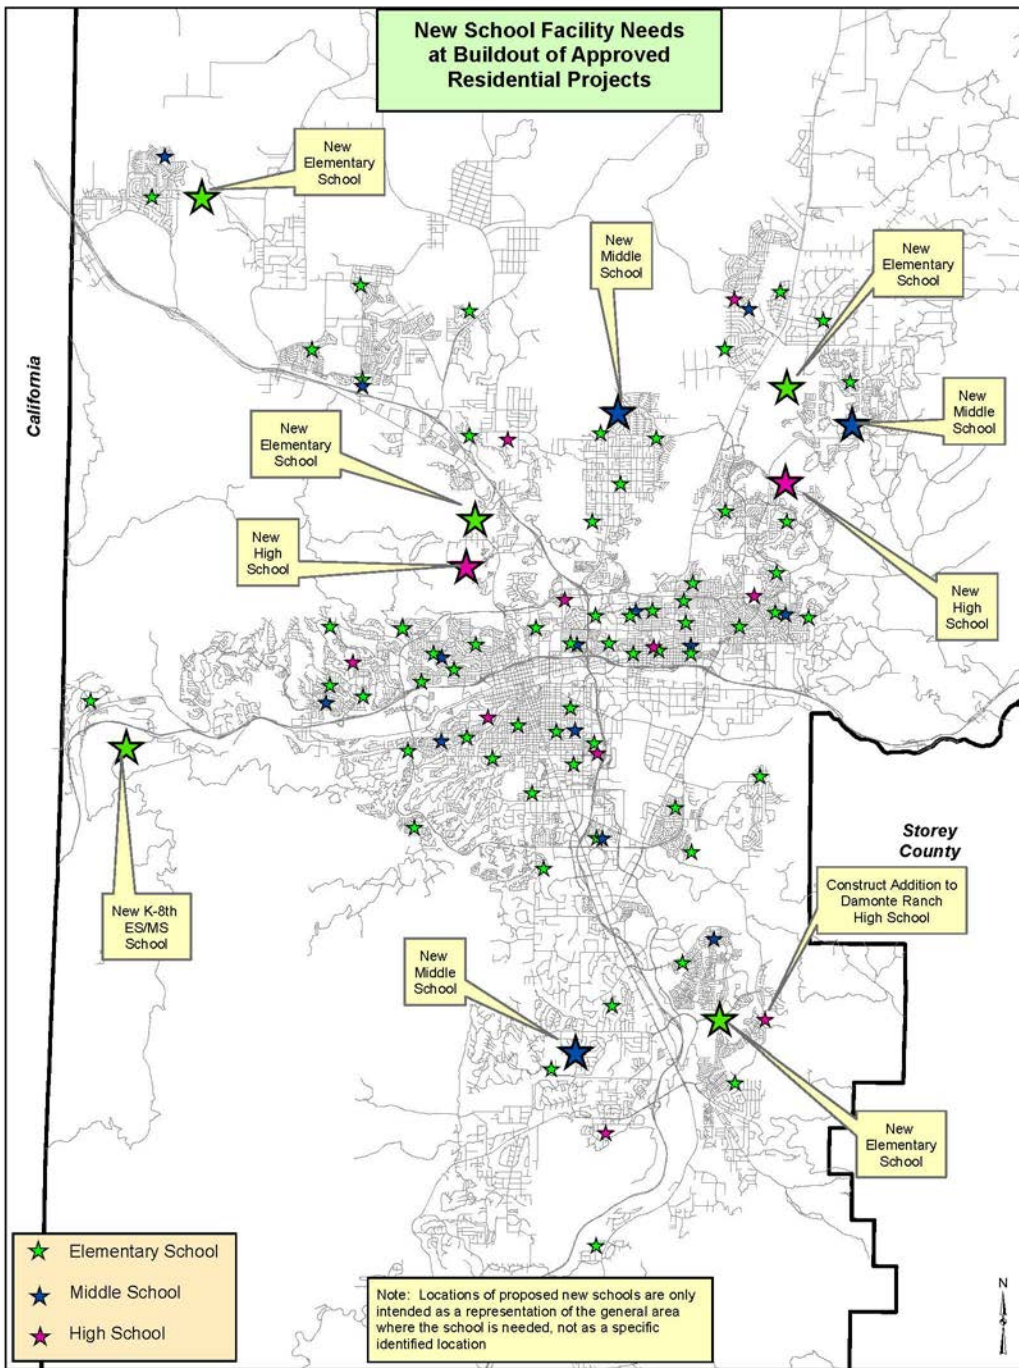 New School Facility Needs
at Buildout of Approved
Residential Projects
New
Elementary
School
New
Middle
School
New
Elementary
School
California
New
Middle
School
New
Elementary
School
New
High
School
New
High
School
Storey
County
Construct Addition to
Damonte Ranch
High School
New K-8th
ES/MS
School
New
Middle
School
New
Elementary
School
Elementary School
Middle School
High School
Note: Locations of proposed new schools are only
intended as a representation of the general area
where the school is needed, not as a specific
identified location
N